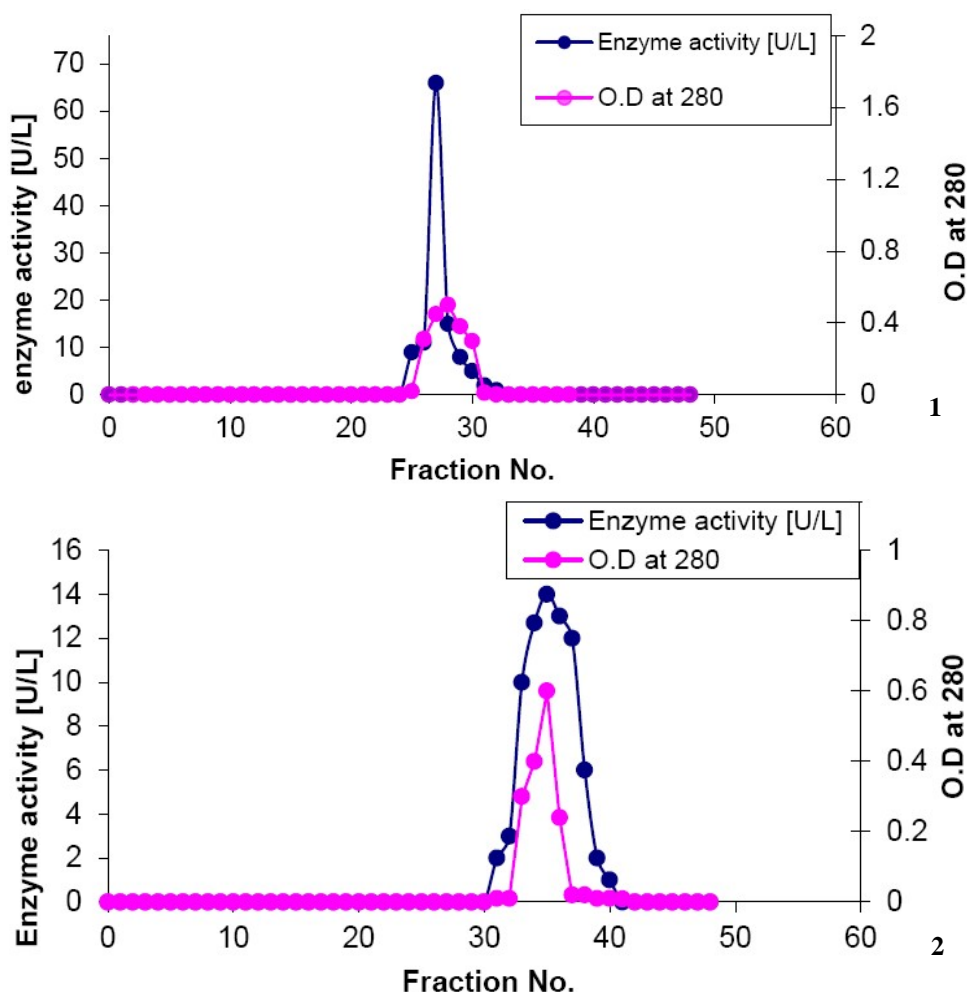 Enzyme activity [U/L]
O.D at 280
enzyme activity [U/L]
70
60
50
40
30
20
10
0
2
1.6
1.2
0.8
0.4
0
O.D at 280
0 10 20 30 40 50 60
Fraction No.
1
Enzyme activity [U/L]
O.D at 280
Enzyme activity [U/L]
16
14
12
10
8
6
4
2
0
1
0.8
0.6
0.4
0.2
0
O.D at 280
0 10 20 30 40 50 60
Fraction No.
2